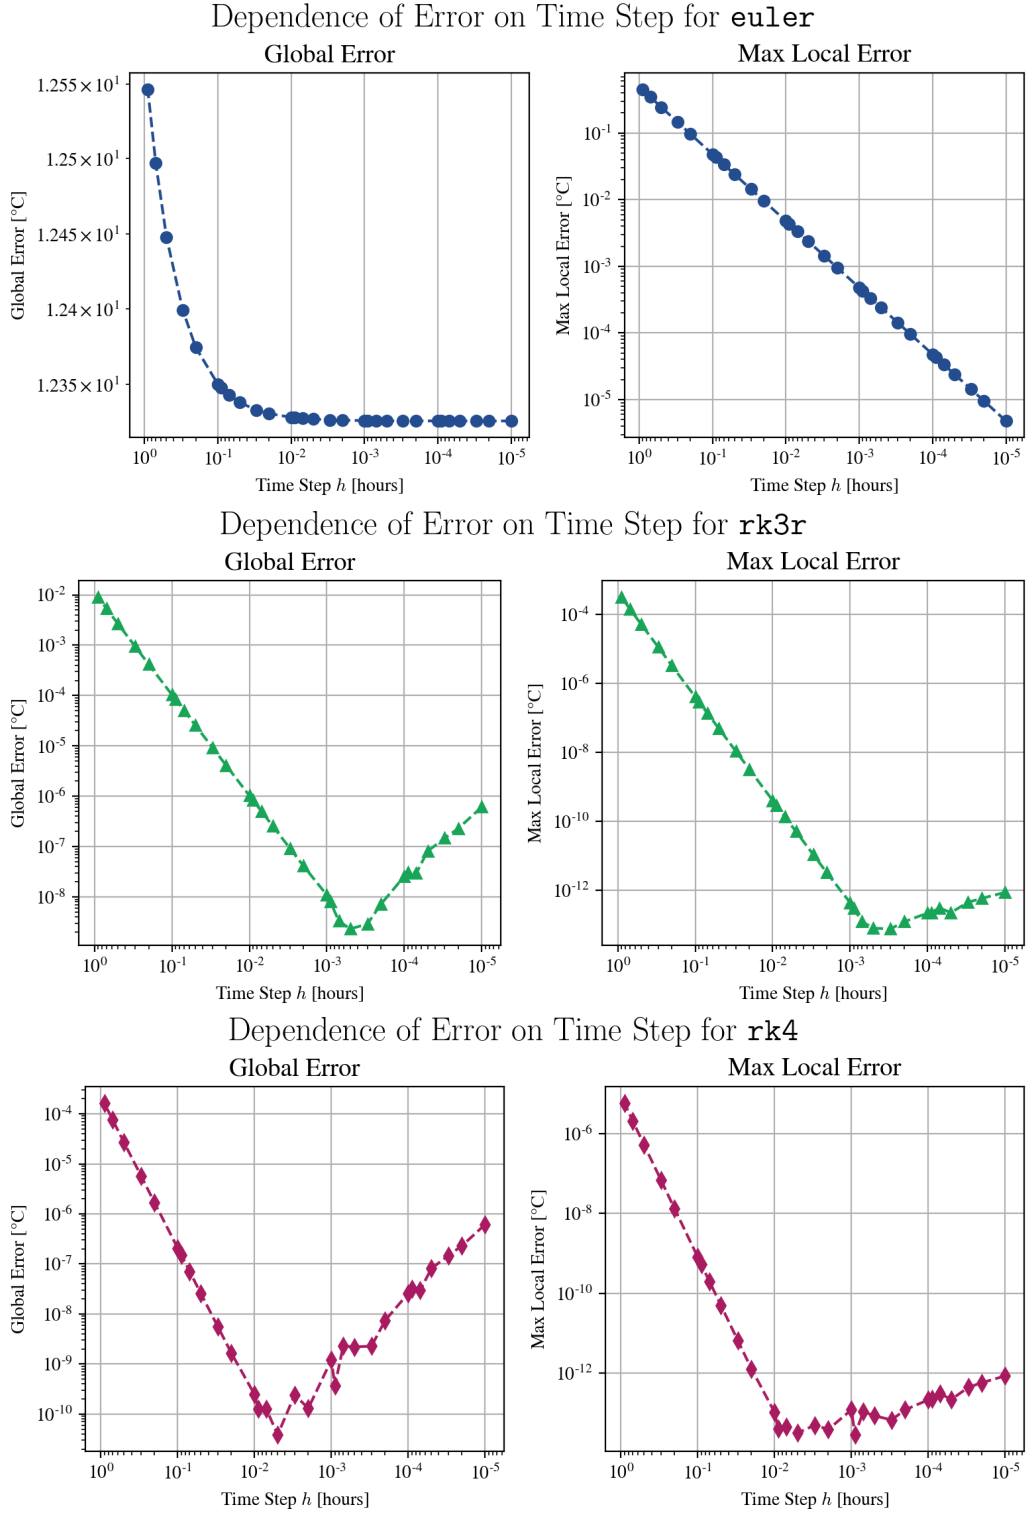 Dependence of Error on Time Step for euler
Global Error
Max Local Error
Global Error [°C]
1.255 × 10¹
1.25 × 10¹
1.245 × 10¹
1.24 × 10¹
1.235 × 10¹
10⁰ 10⁻¹ 10⁻² 10⁻³ 10⁻⁴ 10⁻⁵
Time Step h [hours]
Max Local Error [°C]
10⁻¹
10⁻²
10⁻³
10⁻⁴
10⁻⁵
10⁰ 10⁻¹ 10⁻² 10⁻³ 10⁻⁴ 10⁻⁵
Time Step h [hours]
Dependence of Error on Time Step for rk3r
Global Error
Max Local Error
Global Error [°C]
10⁻²
10⁻³
10⁻⁴
10⁻⁵
10⁻⁶
10⁻⁷
10⁻⁸
10⁰ 10⁻¹ 10⁻² 10⁻³ 10⁻⁴ 10⁻⁵
Time Step h [hours]
Max Local Error [°C]
10⁻⁴
10⁻⁶
10⁻⁸
10⁻¹⁰
10⁻¹²
10⁰ 10⁻¹ 10⁻² 10⁻³ 10⁻⁴ 10⁻⁵
Time Step h [hours]
Dependence of Error on Time Step for rk4
Global Error
Max Local Error
Global Error [°C]
10⁻⁴
10⁻⁵
10⁻⁶
10⁻⁷
10⁻⁸
10⁻⁹
10⁻¹⁰
10⁰ 10⁻¹ 10⁻² 10⁻³ 10⁻⁴ 10⁻⁵
Time Step h [hours]
Max Local Error [°C]
10⁻⁶
10⁻⁸
10⁻¹⁰
10⁻¹²
10⁰ 10⁻¹ 10⁻² 10⁻³ 10⁻⁴ 10⁻⁵
Time Step h [hours]